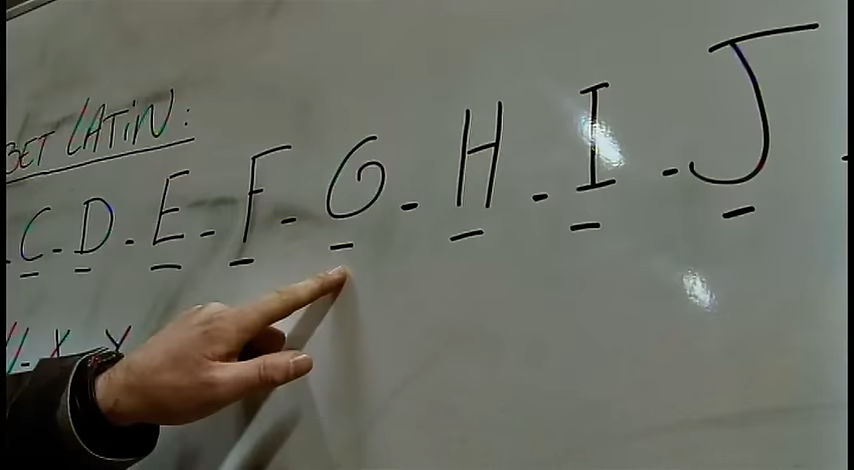 BET LATIN:
C - D - E - F - G - H - I - J -
V - X Y